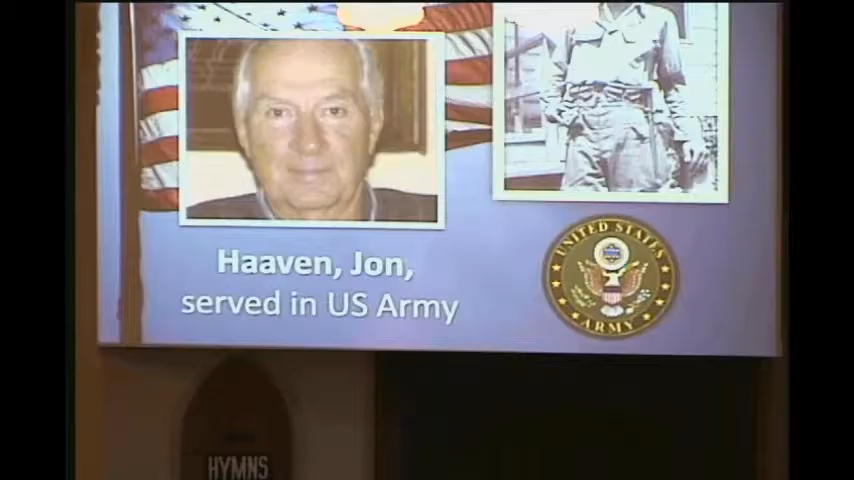 Haaven, Jon,
served in US Army
UNITED STATES
ARMY
HYMNS